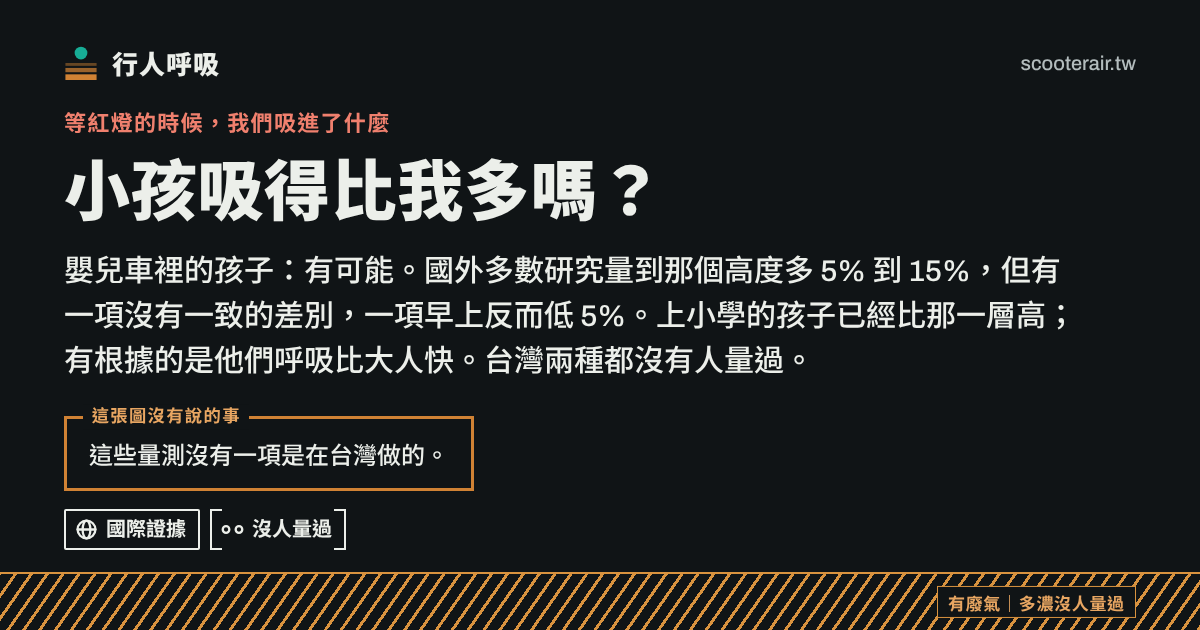 行人呼吸
scooterair.tw
等紅燈的時候，我們吸進了什麼
小孩吸得比我多嗎？
嬰兒車裡的孩子：有可能。國外多數研究量到那個高度多 5% 到 15%，但有
一項沒有一致的差別，一項早上反而低 5%。上小學的孩子已經比那一層高；
有根據的是他們呼吸比大人快。台灣兩種都沒有人量過。
這張圖沒有說的事
這些量測沒有一項是在台灣做的。
國際證據
沒人量過
有廢氣｜多濃沒人量過